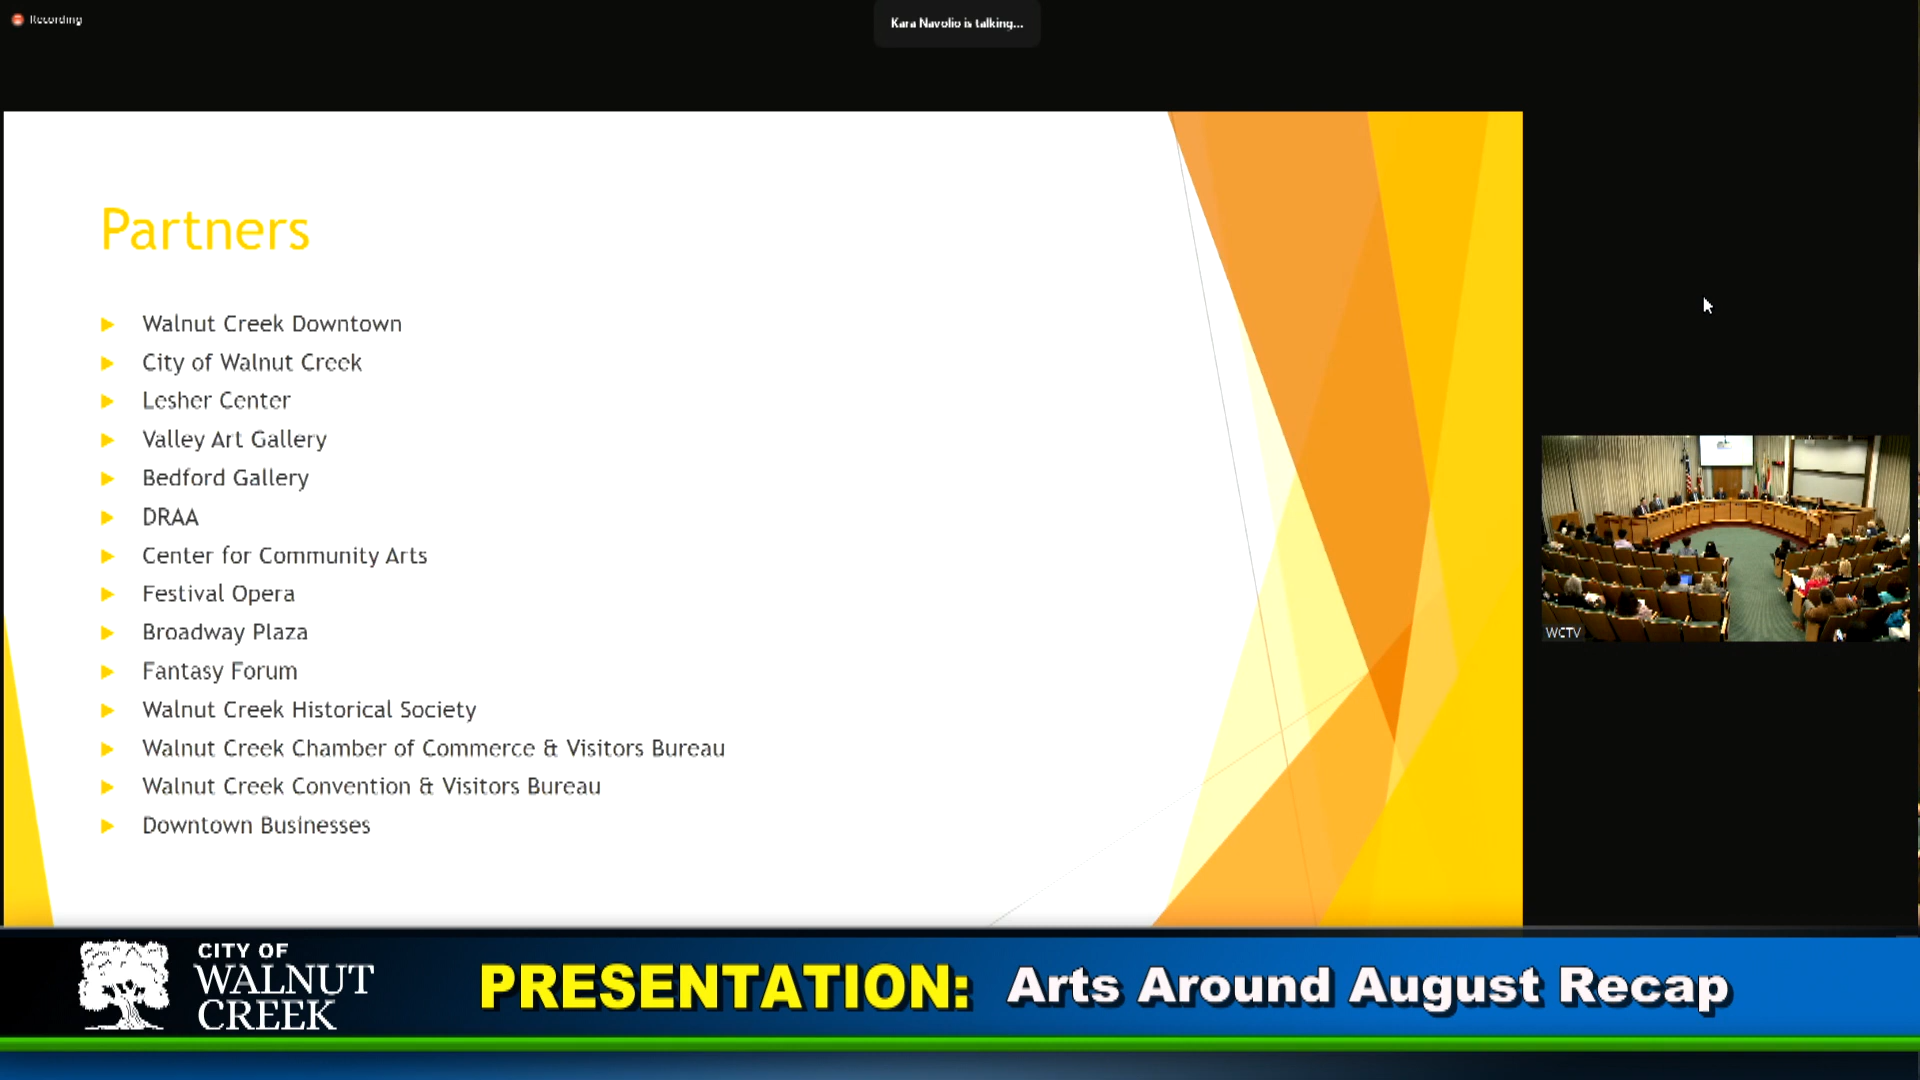 Recording
Kara Navolio is talking...
Partners
Walnut Creek Downtown
City of Walnut Creek
Lesher Center
Valley Art Gallery
Bedford Gallery
DRAA
Center for Community Arts
Festival Opera
Broadway Plaza
Fantasy Forum
Walnut Creek Historical Society
Walnut Creek Chamber of Commerce & Visitors Bureau
Walnut Creek Convention & Visitors Bureau
Downtown Businesses
WCTV
CITY OF
WALNUT
CREEK
PRESENTATION: Arts Around August Recap